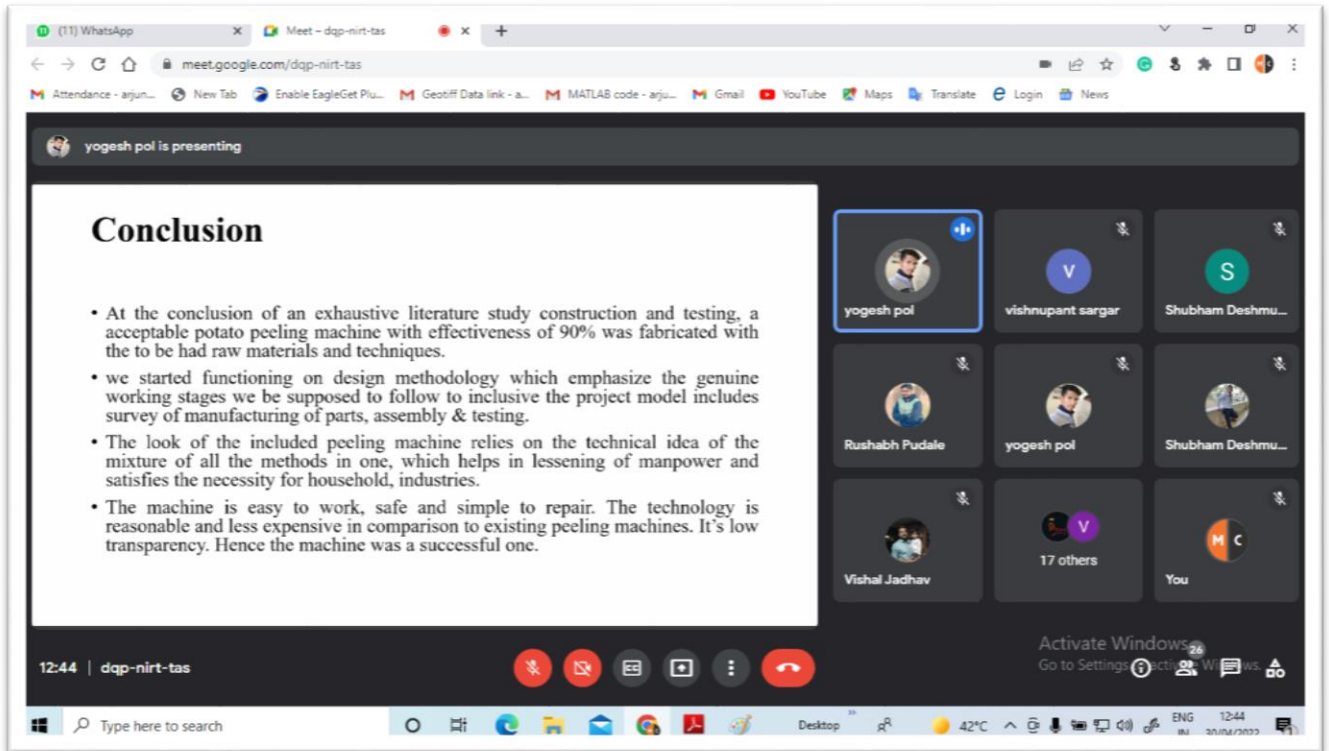 (11) WhatsApp
Meet – dqp-nirt-tas
meet.google.com/dqp-nirt-tas
Attendance - arjun...
New Tab
Enable EagleGet Plu...
Geotiff Data link - a...
MATLAB code - arju...
Gmail
YouTube
Maps
Translate
Login
News
yogesh pol is presenting
Conclusion
• At the conclusion of an exhaustive literature study construction and testing, a
acceptable potato peeling machine with effectiveness of 90% was fabricated with
the to be had raw materials and techniques.
• we started functioning on design methodology which emphasize the genuine
working stages we be supposed to follow to inclusive the project model includes
survey of manufacturing of parts, assembly & testing.
• The look of the included peeling machine relies on the technical idea of the
mixture of all the methods in one, which helps in lessening of manpower and
satisfies the necessity for household, industries.
• The machine is easy to work, safe and simple to repair. The technology is
reasonable and less expensive in comparison to existing peeling machines. It's low
transparency. Hence the machine was a successful one.
yogesh pol
V
vishnupant sargar
S
Shubham Deshmu...
Rushabh Pudale
yogesh pol
Shubham Deshmu...
Vishal Jadhav
V
17 others
M C
You
Activate Windows
Go to Settings
26
12:44 | dqp-nirt-tas
Type here to search
Desktop
42°C
ENG
IN
12:44
30/04/2022